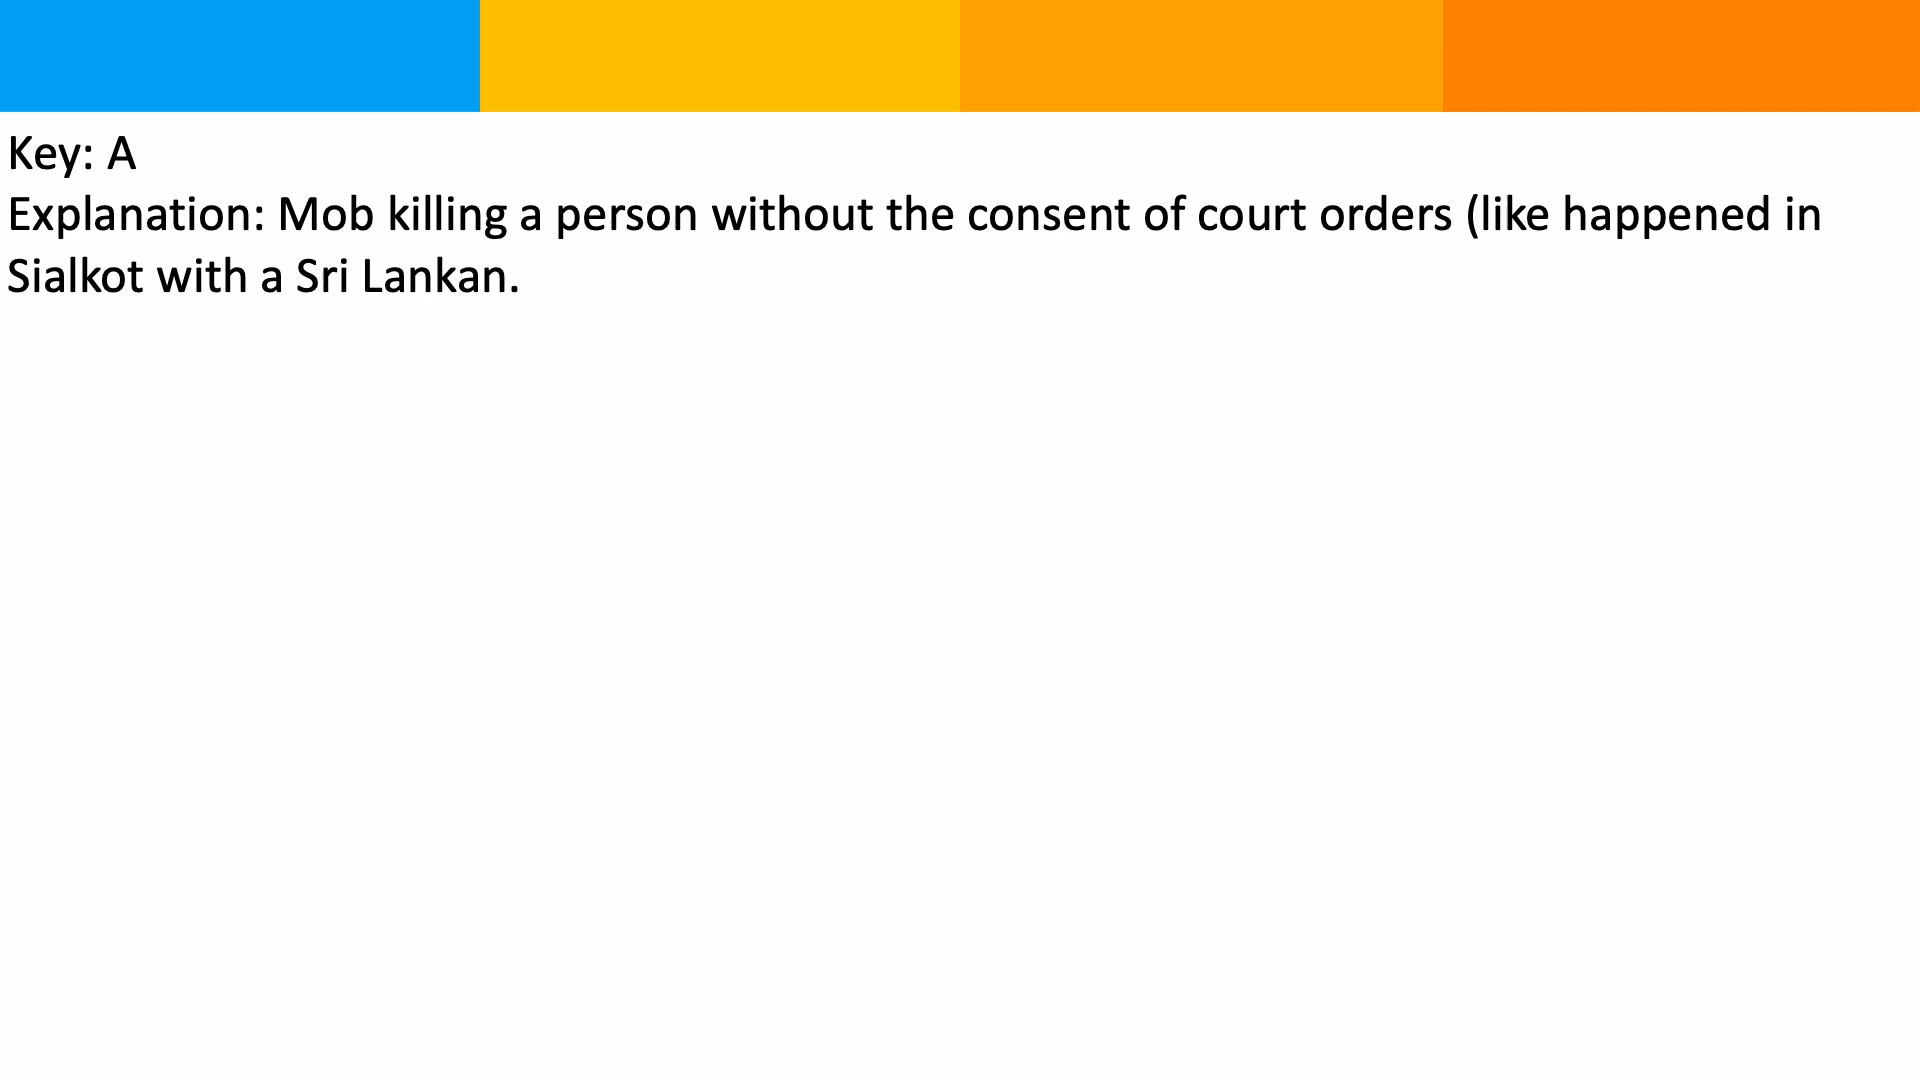 Key: A
Explanation: Mob killing a person without the consent of court orders (like happened in
Sialkot with a Sri Lankan.